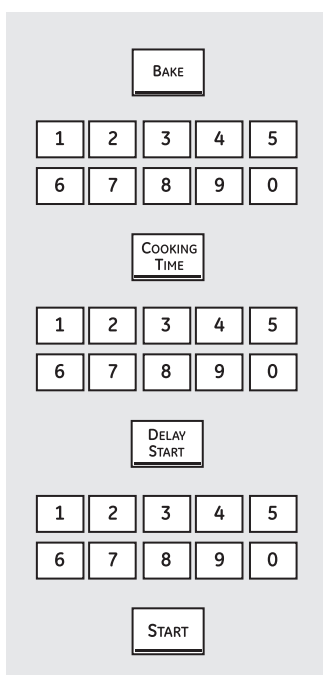 BAKE
1 2 3 4 5
6 7 8 9 0
COOKING
TIME
1 2 3 4 5
6 7 8 9 0
DELAY
START
1 2 3 4 5
6 7 8 9 0
START